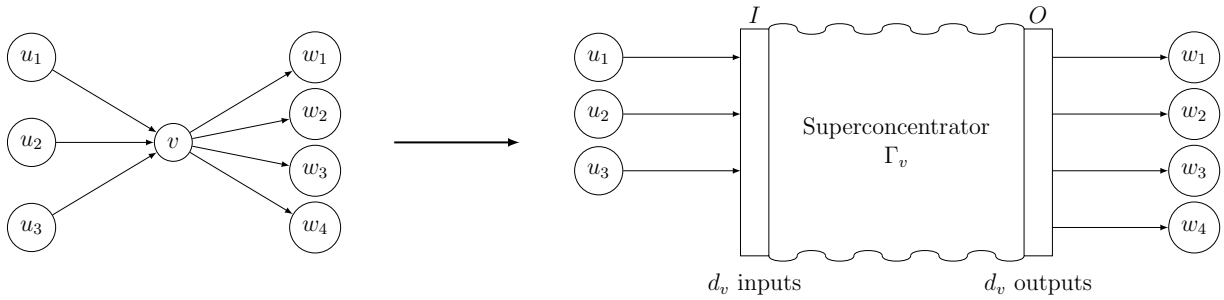 u₁
u₂
u₃
v
w₁
w₂
w₃
w₄
I
O
u₁
u₂
u₃
Superconcentrator
Γᵥ
w₁
w₂
w₃
w₄
dᵥ inputs
dᵥ outputs